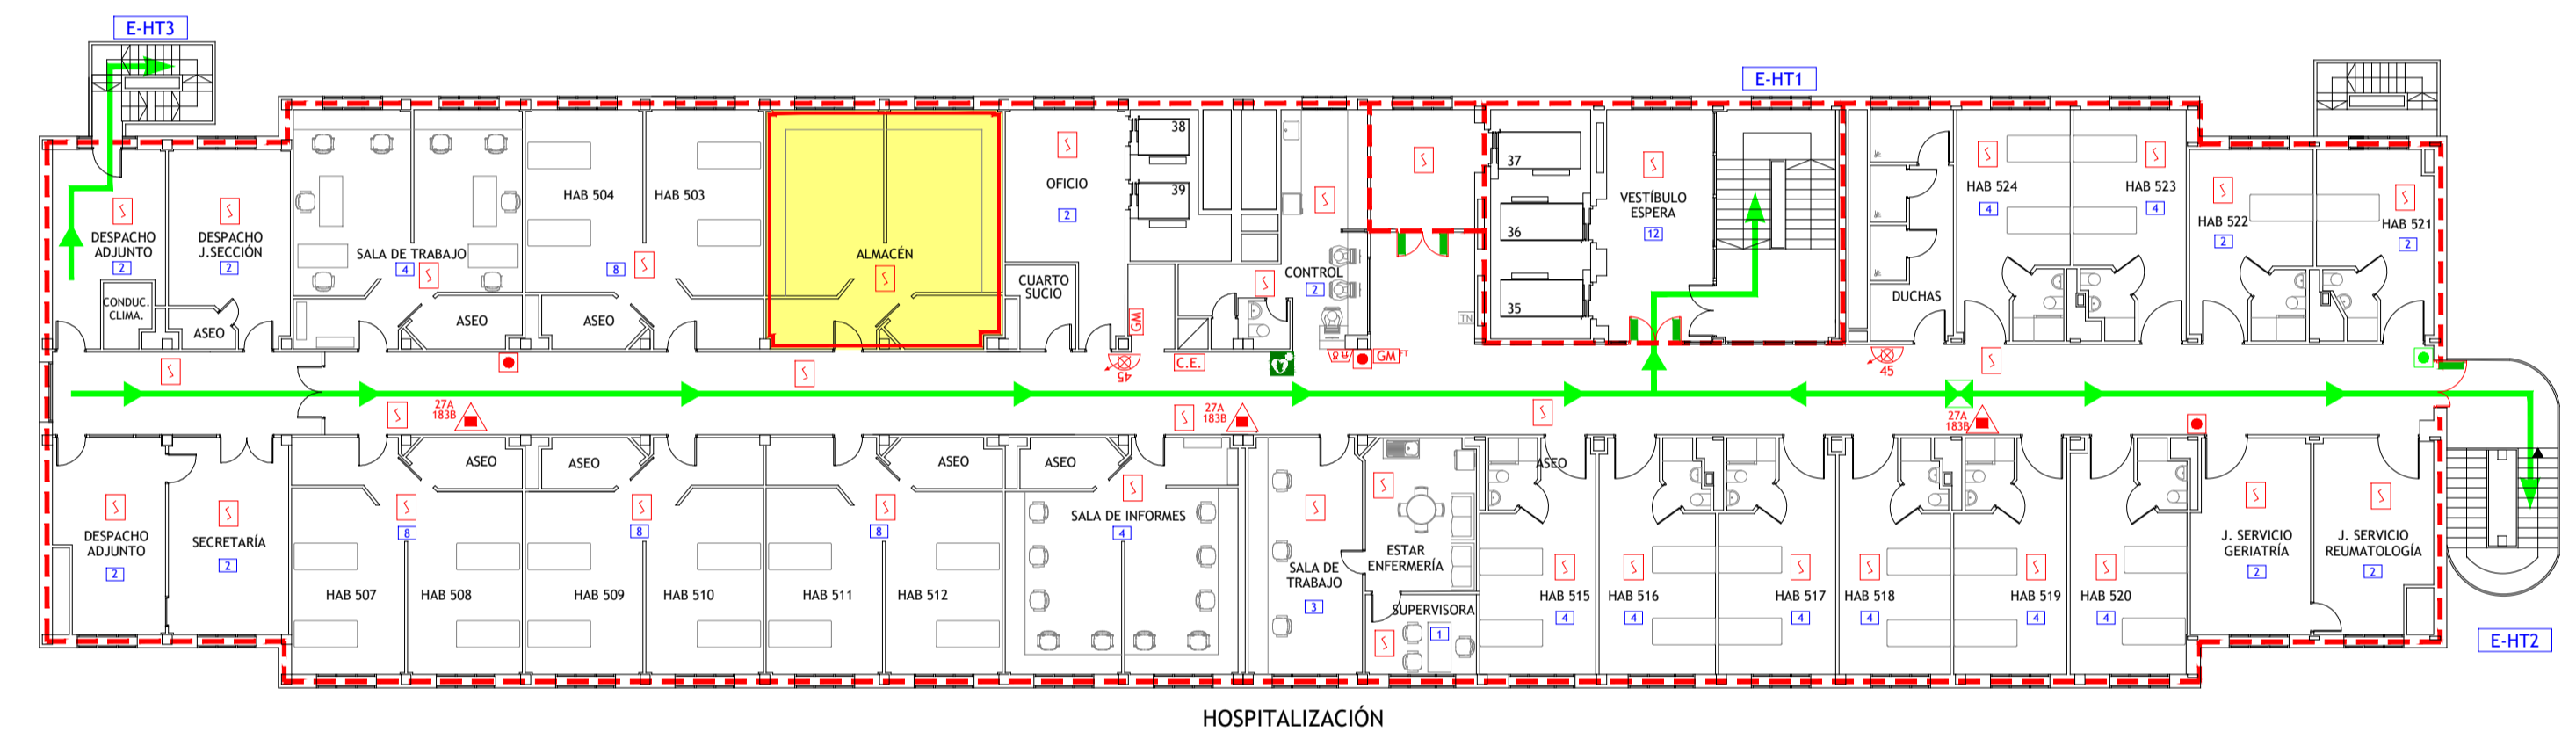 E-HT3
E-HT1
38
39
37
36
35
DESPACHO
ADJUNTO
2
CONDUC.
CLIMA.
DESPACHO
J.SECCIÓN
2
ASEO
SALA DE TRABAJO
4
ASEO
HAB 504
HAB 503
8
ASEO
ALMACÉN
OFICIO
2
CUARTO
SUCIO
GM
C.E.
45
CONTROL
2
GM FT
TN
VESTÍBULO
ESPERA
12
DUCHAS
45
HAB 524
4
HAB 523
4
HAB 522
2
HAB 521
2
27A
183B
27A
183B
27A
183B
DESPACHO
ADJUNTO
2
SECRETARÍA
2
ASEO
ASEO
ASEO
ASEO
ASEO
8
HAB 507
HAB 508
8
HAB 509
HAB 510
8
HAB 511
HAB 512
SALA DE INFORMES
4
SALA DE
TRABAJO
3
ESTAR
ENFERMERÍA
SUPERVISORA
1
HAB 515
4
HAB 516
4
HAB 517
4
HAB 518
4
HAB 519
4
HAB 520
4
J. SERVICIO
GERIATRÍA
2
J. SERVICIO
REUMATOLOGÍA
2
E-HT2
HOSPITALIZACIÓN